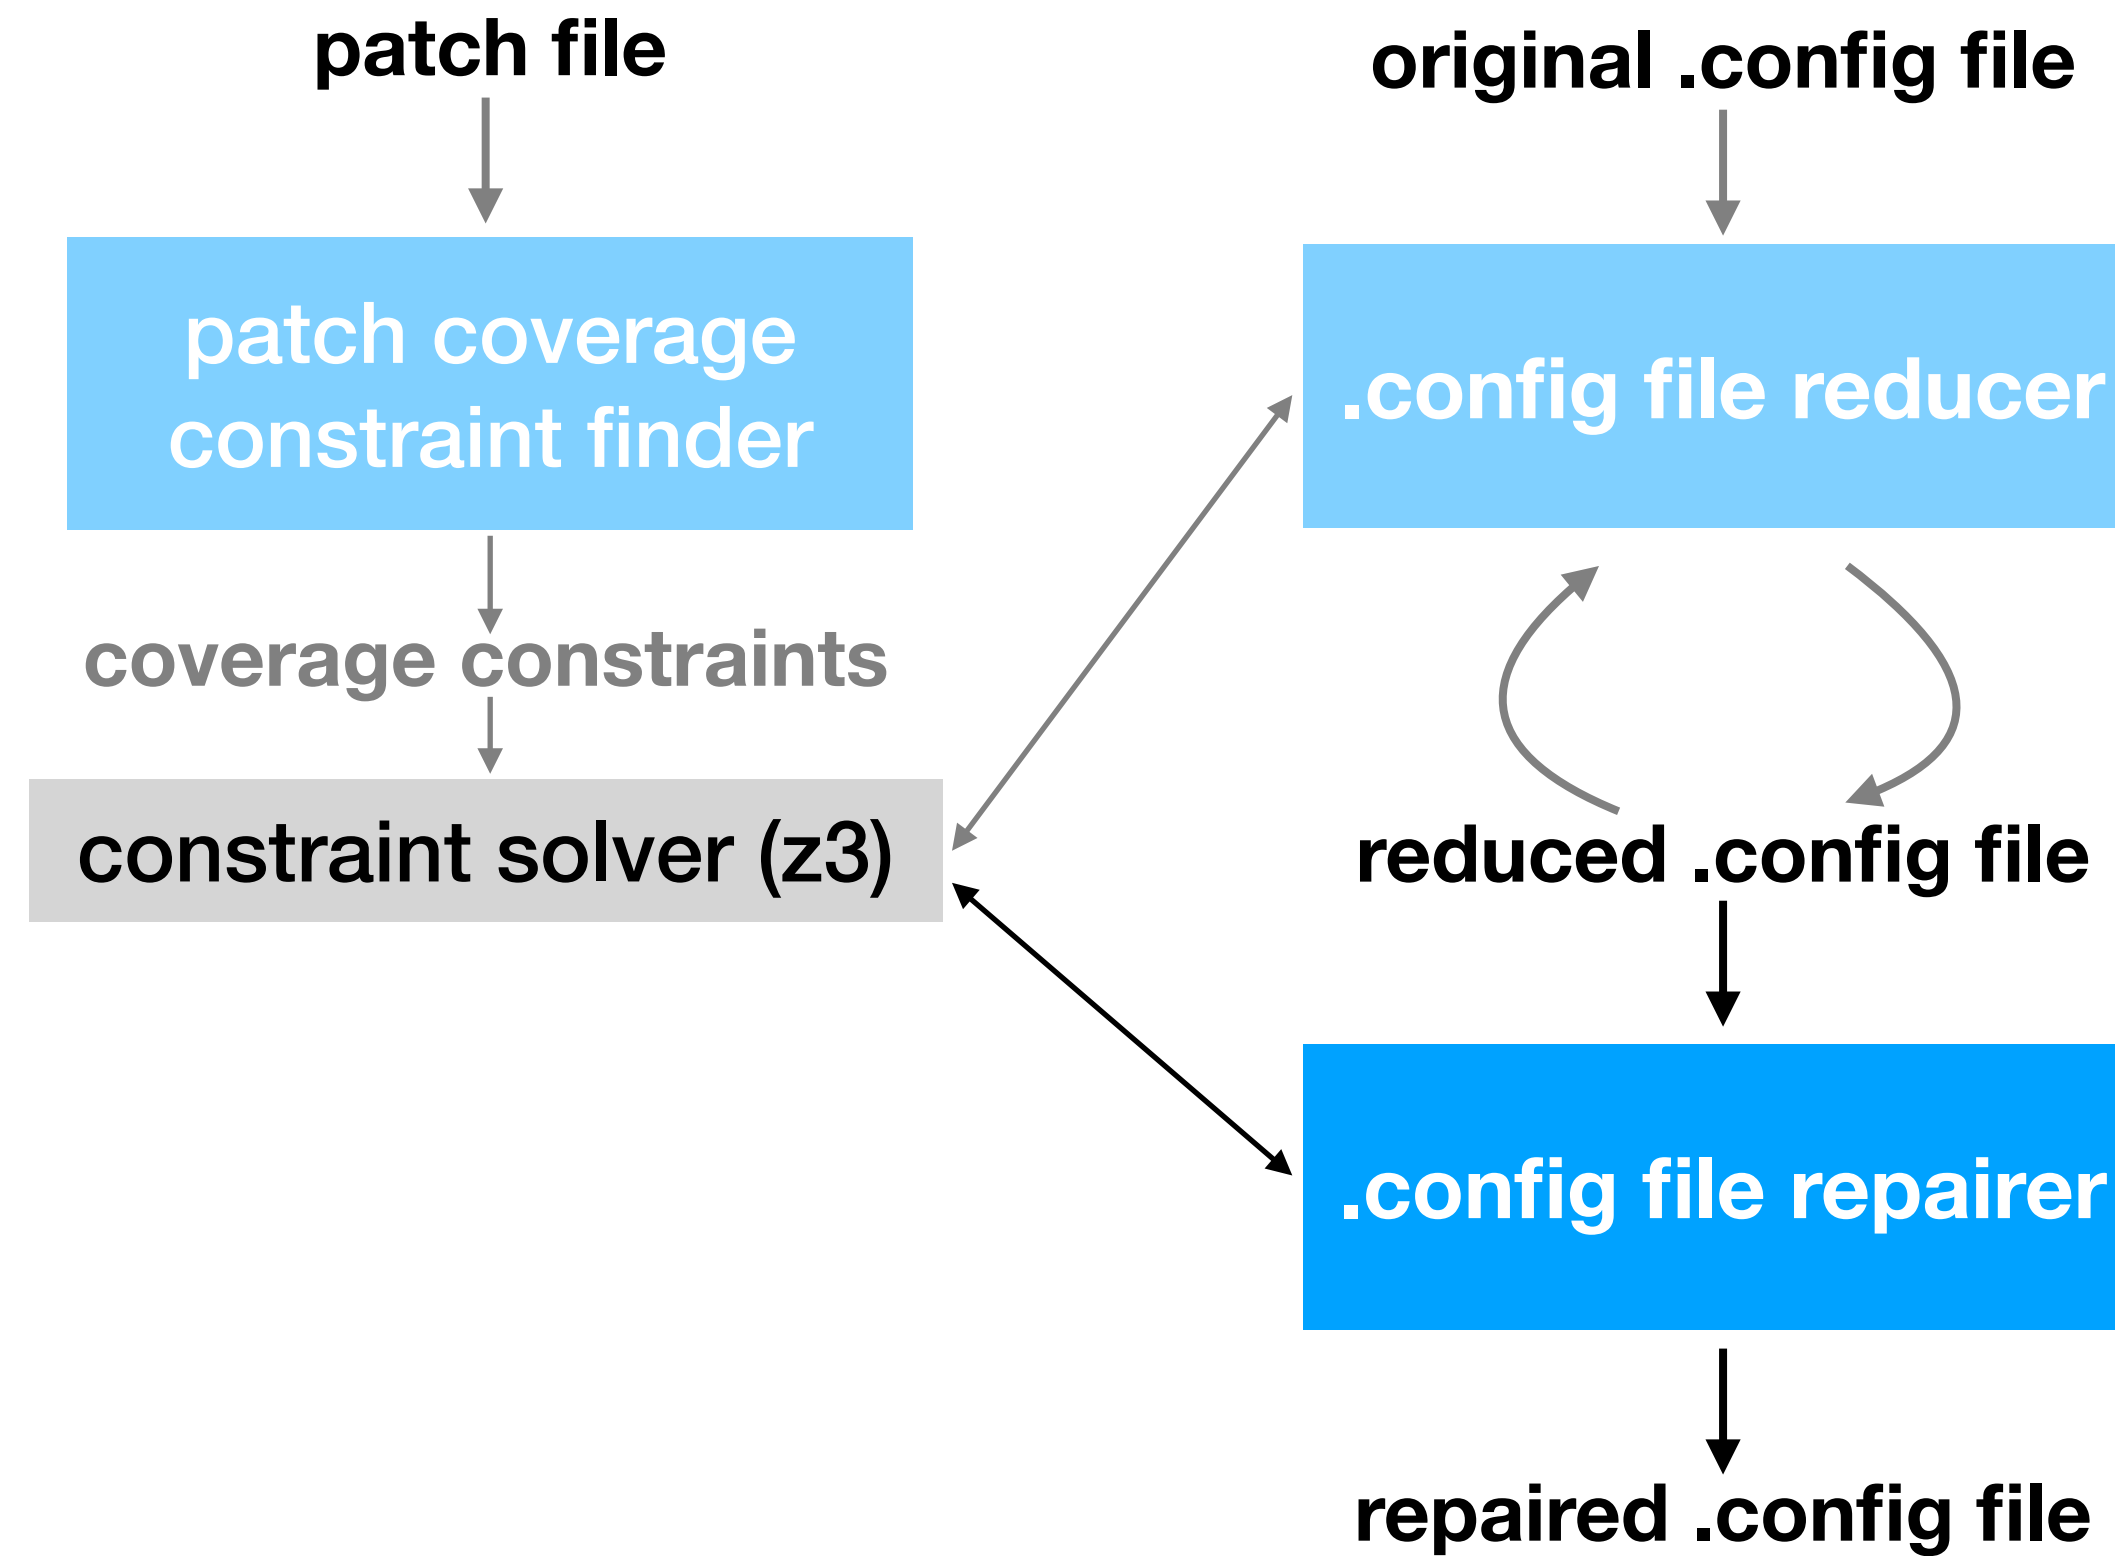 patch file
original .config file
patch coverage
constraint finder
.config file reducer
coverage constraints
constraint solver (z3)
reduced .config file
.config file repairer
repaired .config file